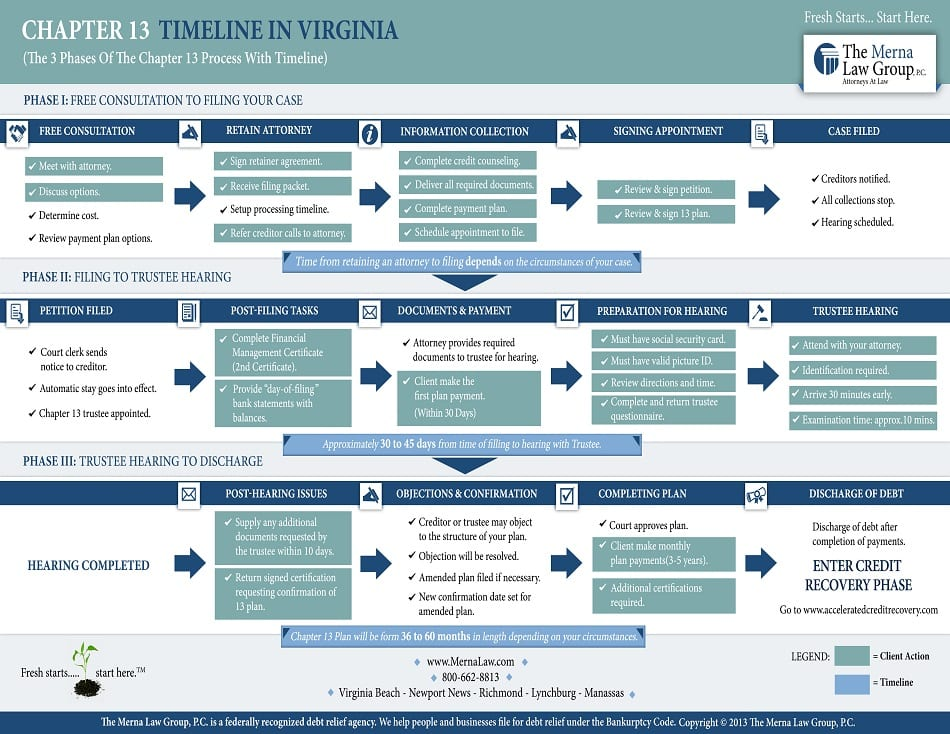 CHAPTER 13 TIMELINE IN VIRGINIA
(The 3 Phases Of The Chapter 13 Process With Timeline)
Fresh Starts... Start Here.
The Merna
Law Group, P.C.
Attorneys At Law
PHASE I: FREE CONSULTATION TO FILING YOUR CASE
FREE CONSULTATION
✔ Meet with attorney.
✔ Discuss options.
✔ Determine cost.
✔ Review payment plan options.
RETAIN ATTORNEY
✔ Sign retainer agreement.
✔ Receive filing packet.
✔ Setup processing timeline.
✔ Refer creditor calls to attorney.
INFORMATION COLLECTION
✔ Complete credit counseling.
✔ Deliver all required documents.
✔ Complete payment plan.
✔ Schedule appointment to file.
SIGNING APPOINTMENT
✔ Review & sign petition.
✔ Review & sign 13 plan.
CASE FILED
✔ Creditors notified.
✔ All collections stop.
✔ Hearing scheduled.
Time from retaining an attorney to filing depends on the circumstances of your case.
PHASE II: FILING TO TRUSTEE HEARING
PETITION FILED
✔ Court clerk sends
notice to creditor.
✔ Automatic stay goes into effect.
✔ Chapter 13 trustee appointed.
POST-FILING TASKS
✔ Complete Financial
Management Certificate
(2nd Certificate).
✔ Provide "day-of-filing"
bank statements with
balances.
DOCUMENTS & PAYMENT
✔ Attorney provides required
documents to trustee for hearing.
✔ Client make the
first plan payment.
(Within 30 Days)
PREPARATION FOR HEARING
✔ Must have social security card.
✔ Must have valid picture ID.
✔ Review directions and time.
✔ Complete and return trustee
questionnaire.
TRUSTEE HEARING
✔ Attend with your attorney.
✔ Identification required.
✔ Arrive 30 minutes early.
✔ Examination time: approx.10 mins.
Approximately 30 to 45 days from time of filling to hearing with Trustee.
PHASE III: TRUSTEE HEARING TO DISCHARGE
HEARING COMPLETED
POST-HEARING ISSUES
✔ Supply any additional
documents requested by
the trustee within 10 days.
✔ Return signed certification
requesting confirmation of
13 plan.
OBJECTIONS & CONFIRMATION
✔ Creditor or trustee may object
to the structure of your plan.
✔ Objection will be resolved.
✔ Amended plan filed if necessary.
✔ New confirmation date set for
amended plan.
COMPLETING PLAN
✔ Court approves plan.
✔ Client make monthly
plan payments(3-5 years).
✔ Additional certifications
required.
DISCHARGE OF DEBT
Discharge of debt after
completion of payments.
ENTER CREDIT
RECOVERY PHASE
Go to www.acceleratedcreditrecovery.com
Chapter 13 Plan will be form 36 to 60 months in length depending on your circumstances.
Fresh starts..... start here.™
www.MernaLaw.com
800-662-8813
Virginia Beach - Newport News - Richmond - Lynchburg - Manassas
LEGEND: = Client Action
= Timeline
The Merna Law Group, P.C. is a federally recognized debt relief agency. We help people and businesses file for debt relief under the Bankurptcy Code. Copyright © 2013 The Merna Law Group, P.C.